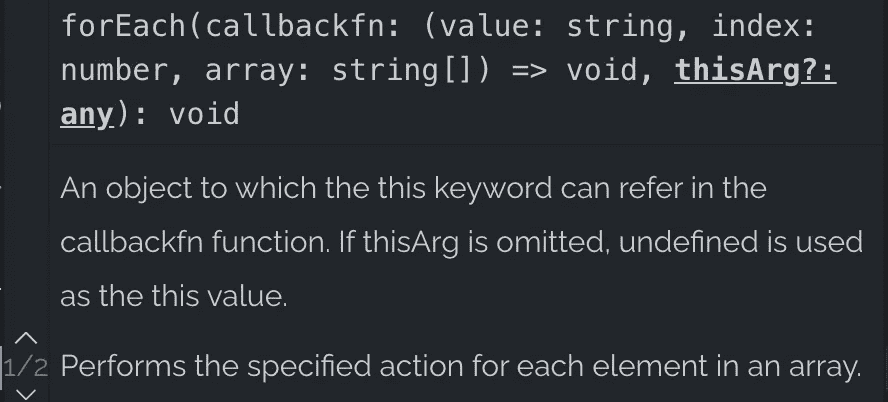 forEach(callbackfn: (value: string, index:
number, array: string[]) => void, thisArg?:
any): void
An object to which the this keyword can refer in the
callbackfn function. If thisArg is omitted, undefined is used
as the this value.
1/2 Performs the specified action for each element in an array.